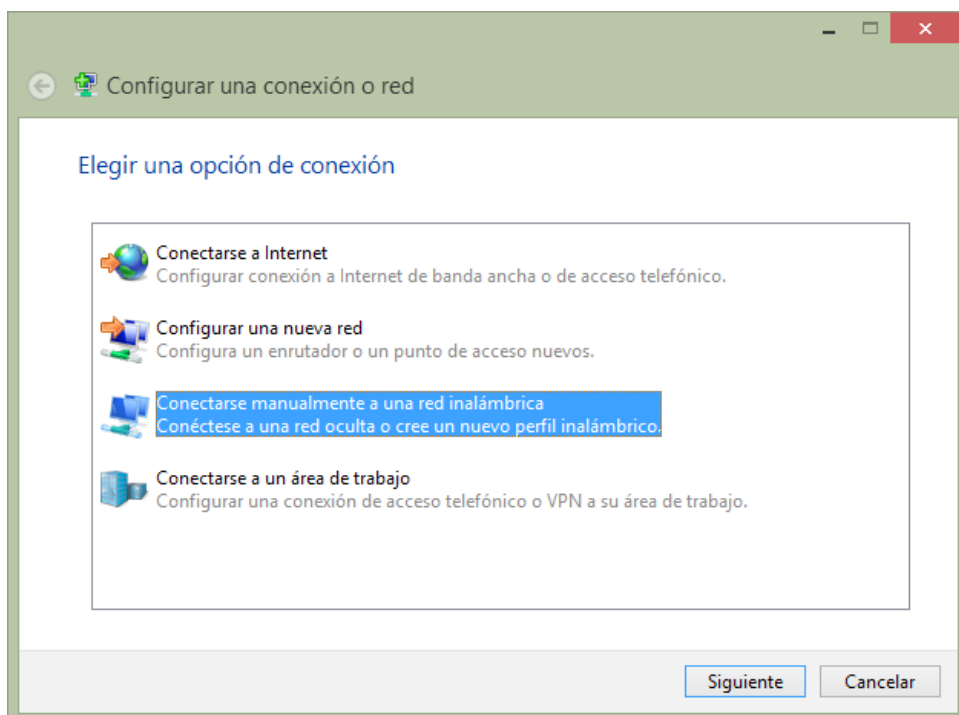 Configurar una conexión o red
Elegir una opción de conexión
Conectarse a Internet
Configurar conexión a Internet de banda ancha o de acceso telefónico.
Configurar una nueva red
Configura un enrutador o un punto de acceso nuevos.
Conectarse manualmente a una red inalámbrica
Conéctese a una red oculta o cree un nuevo perfil inalámbrico.
Conectarse a un área de trabajo
Configurar una conexión de acceso telefónico o VPN a su área de trabajo.
Siguiente
Cancelar